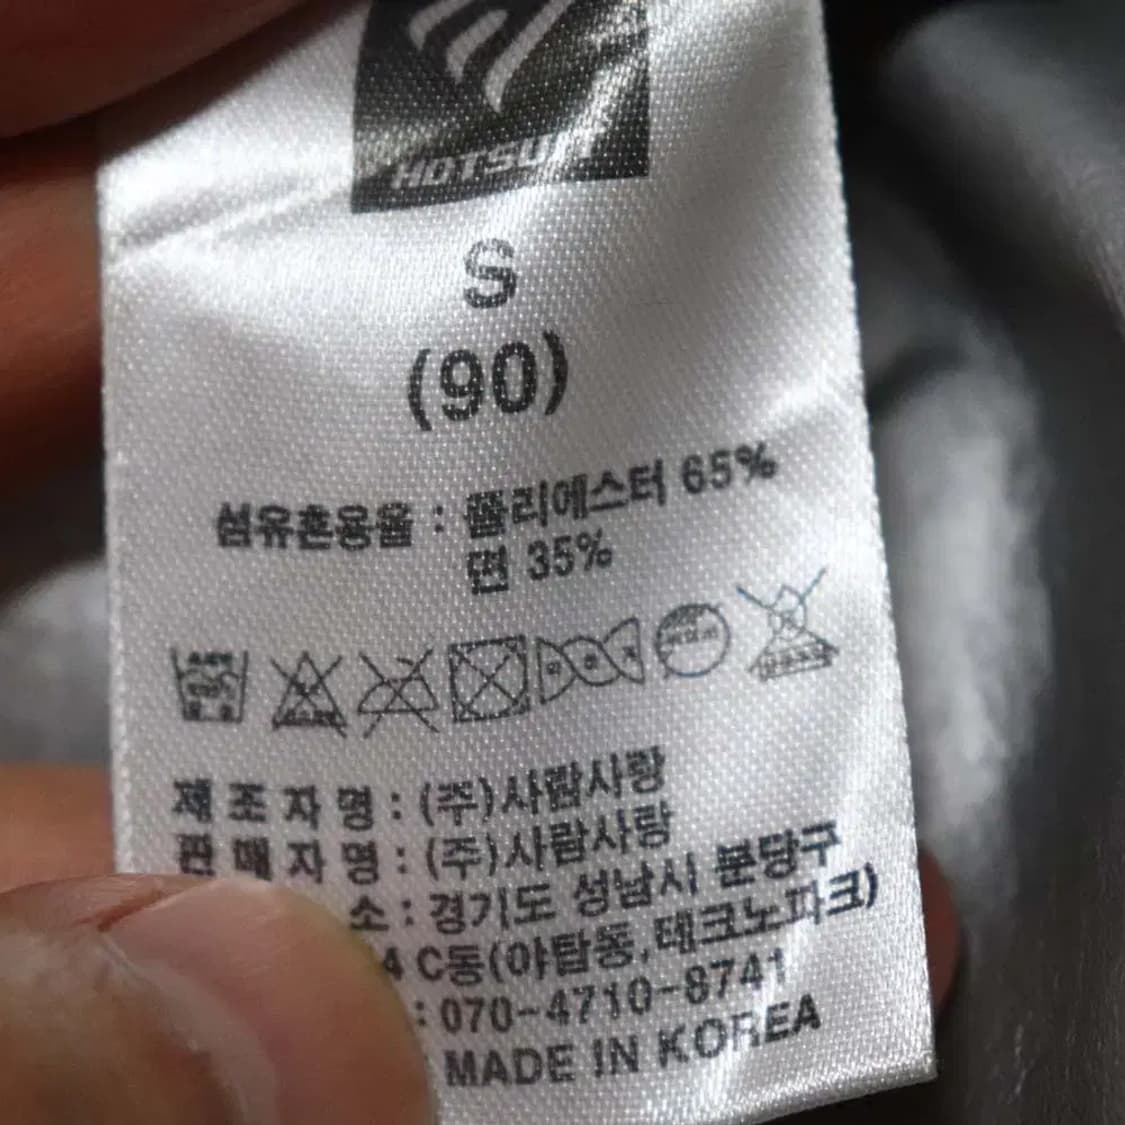 HOTSUIT
S
(90)
섬유혼용율 : 폴리에스터 65%
면 35%
제조자명 : (주)사람사랑
판매자명 : (주)사람사랑
소 : 경기도 성남시 분당구
4 C동(야탑동,테크노파크)
: 070-4710-8741
MADE IN KOREA